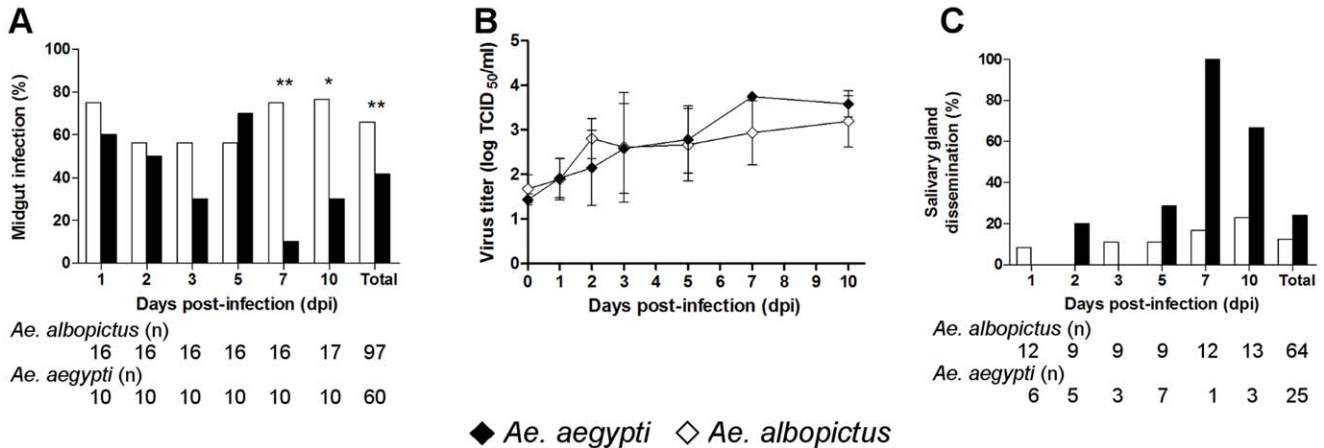 A
Midgut infection (%)
100
80
60
40
20
0
** * **
1 2 3 5 7 10 Total
Days post-infection (dpi)
Ae. albopictus (n)
16 16 16 16 16 17 97
Ae. aegypti (n)
10 10 10 10 10 10 60
B
Virus titer (log TCID50/ml)
5
4
3
2
1
0
0 1 2 3 4 5 6 7 8 9 10
Days post-infection (dpi)
C
Salivary gland
dissemination (%)
100
80
60
40
20
0
1 2 3 5 7 10 Total
Days post-infection (dpi)
Ae. albopictus (n)
12 9 9 9 12 13 64
Ae. aegypti (n)
6 5 3 7 1 3 25
Ae. aegypti Ae. albopictus